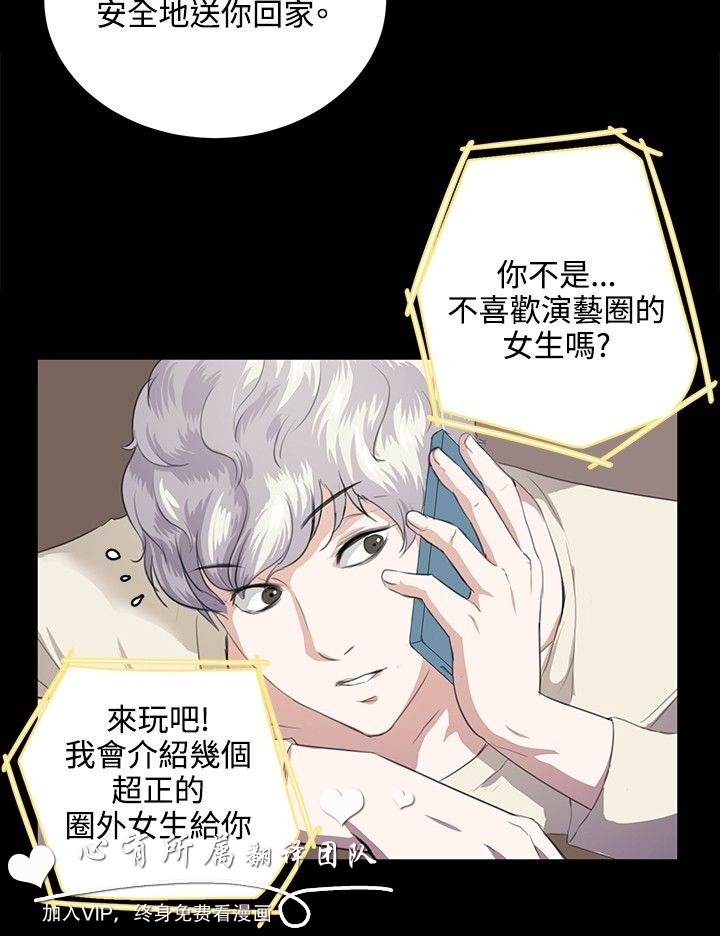 安全地送你回家。
你不是...
不喜歡演藝圈的
女生嗎?
來玩吧!
我會介紹幾個
超正的
圈外女生給你
心有所属翻译团队
加入VIP，终身免费看漫画